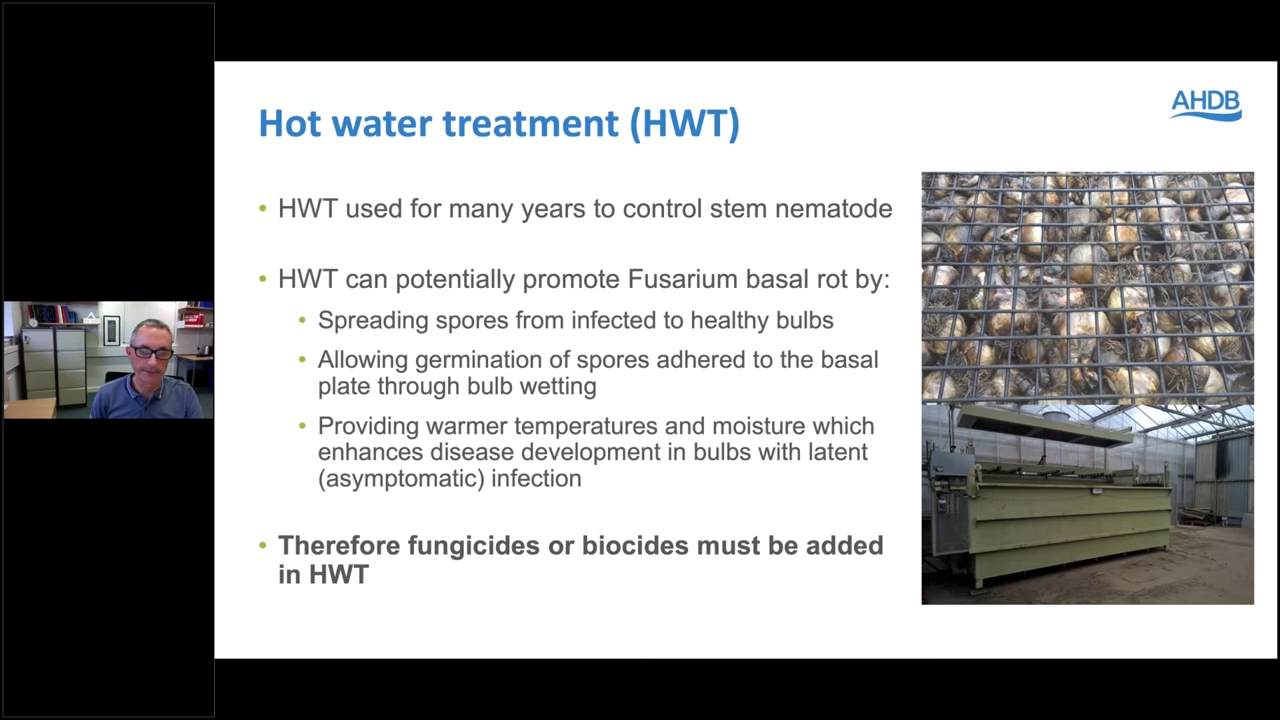 Hot water treatment (HWT)
AHDB
• HWT used for many years to control stem nematode
• HWT can potentially promote Fusarium basal rot by:
• Spreading spores from infected to healthy bulbs
• Allowing germination of spores adhered to the basal
plate through bulb wetting
• Providing warmer temperatures and moisture which
enhances disease development in bulbs with latent
(asymptomatic) infection
• Therefore fungicides or biocides must be added
in HWT